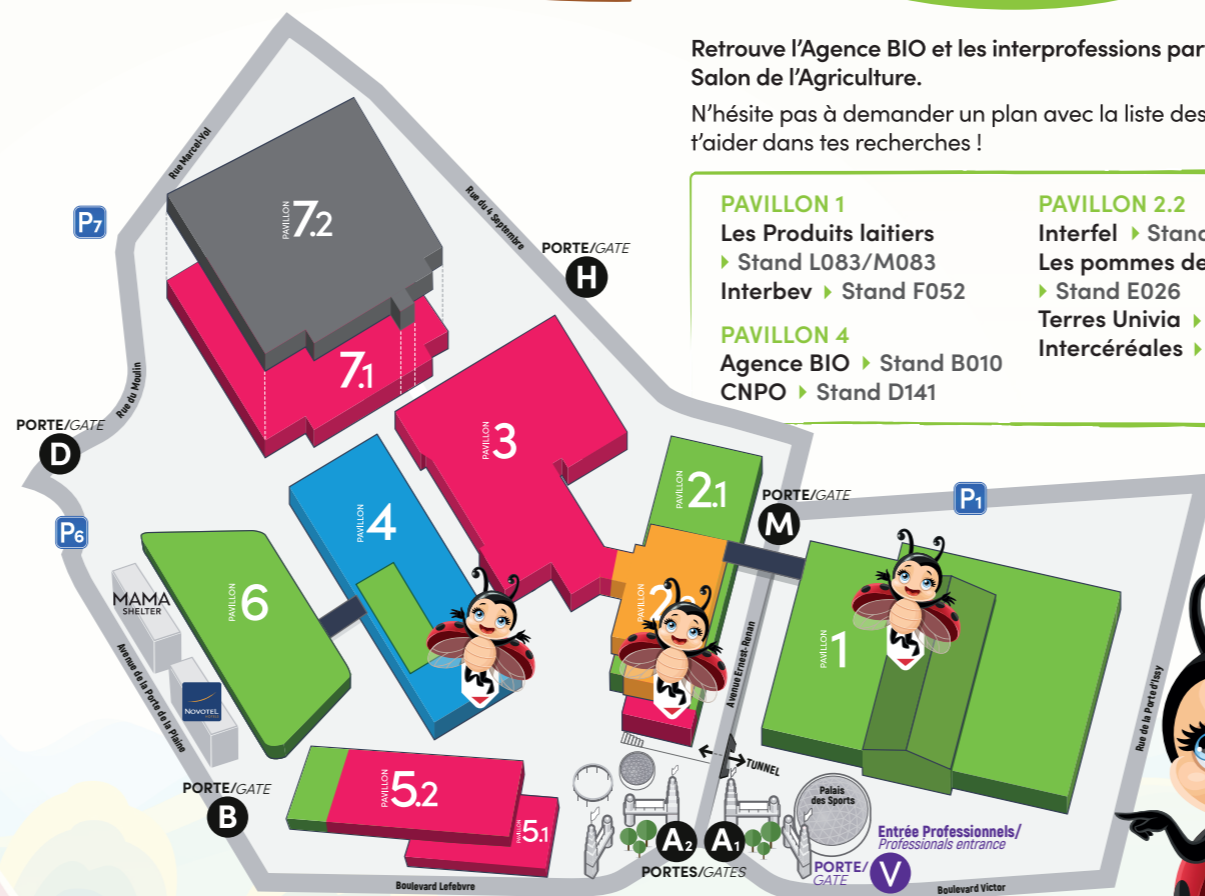 Retrouve l'Agence BIO et les interprofessions par
Salon de l'Agriculture.
N'hésite pas à demander un plan avec la liste des
t'aider dans tes recherches !
PAVILLON 1
Les Produits laitiers
Stand L083/M083
Interbev Stand F052
PAVILLON 4
Agence BIO Stand B010
CNPO Stand D141
PAVILLON 2.2
Interfel Stand
Les pommes de
Stand E026
Terres Univia
Intercéréales
Rue Marcel-Yol
P7
PAVILLON 7.2
Rue du 4 Septembre
PORTE/GATE
H
7.1
Rue du Moulin
PORTE/GATE
D
PAVILLON 3
PAVILLON 4
PAVILLON 2.1
PORTE/GATE
M
P1
P6
MAMA
SHELTER
PAVILLON 6
PAVILLON 1
Avenue Ernest-Renan
Rue de la Porte d'Issy
Avenue de la Porte de la Plaine
NOVOTEL
TUNNEL
PAVILLON 5.2
PAVILLON 5.1
PORTE/GATE
B
Palais
des Sports
A2
A1
PORTES/GATES
Entrée Professionnels/
Professionals entrance
PORTE/
GATE
V
Boulevard Lefebvre
Boulevard Victor